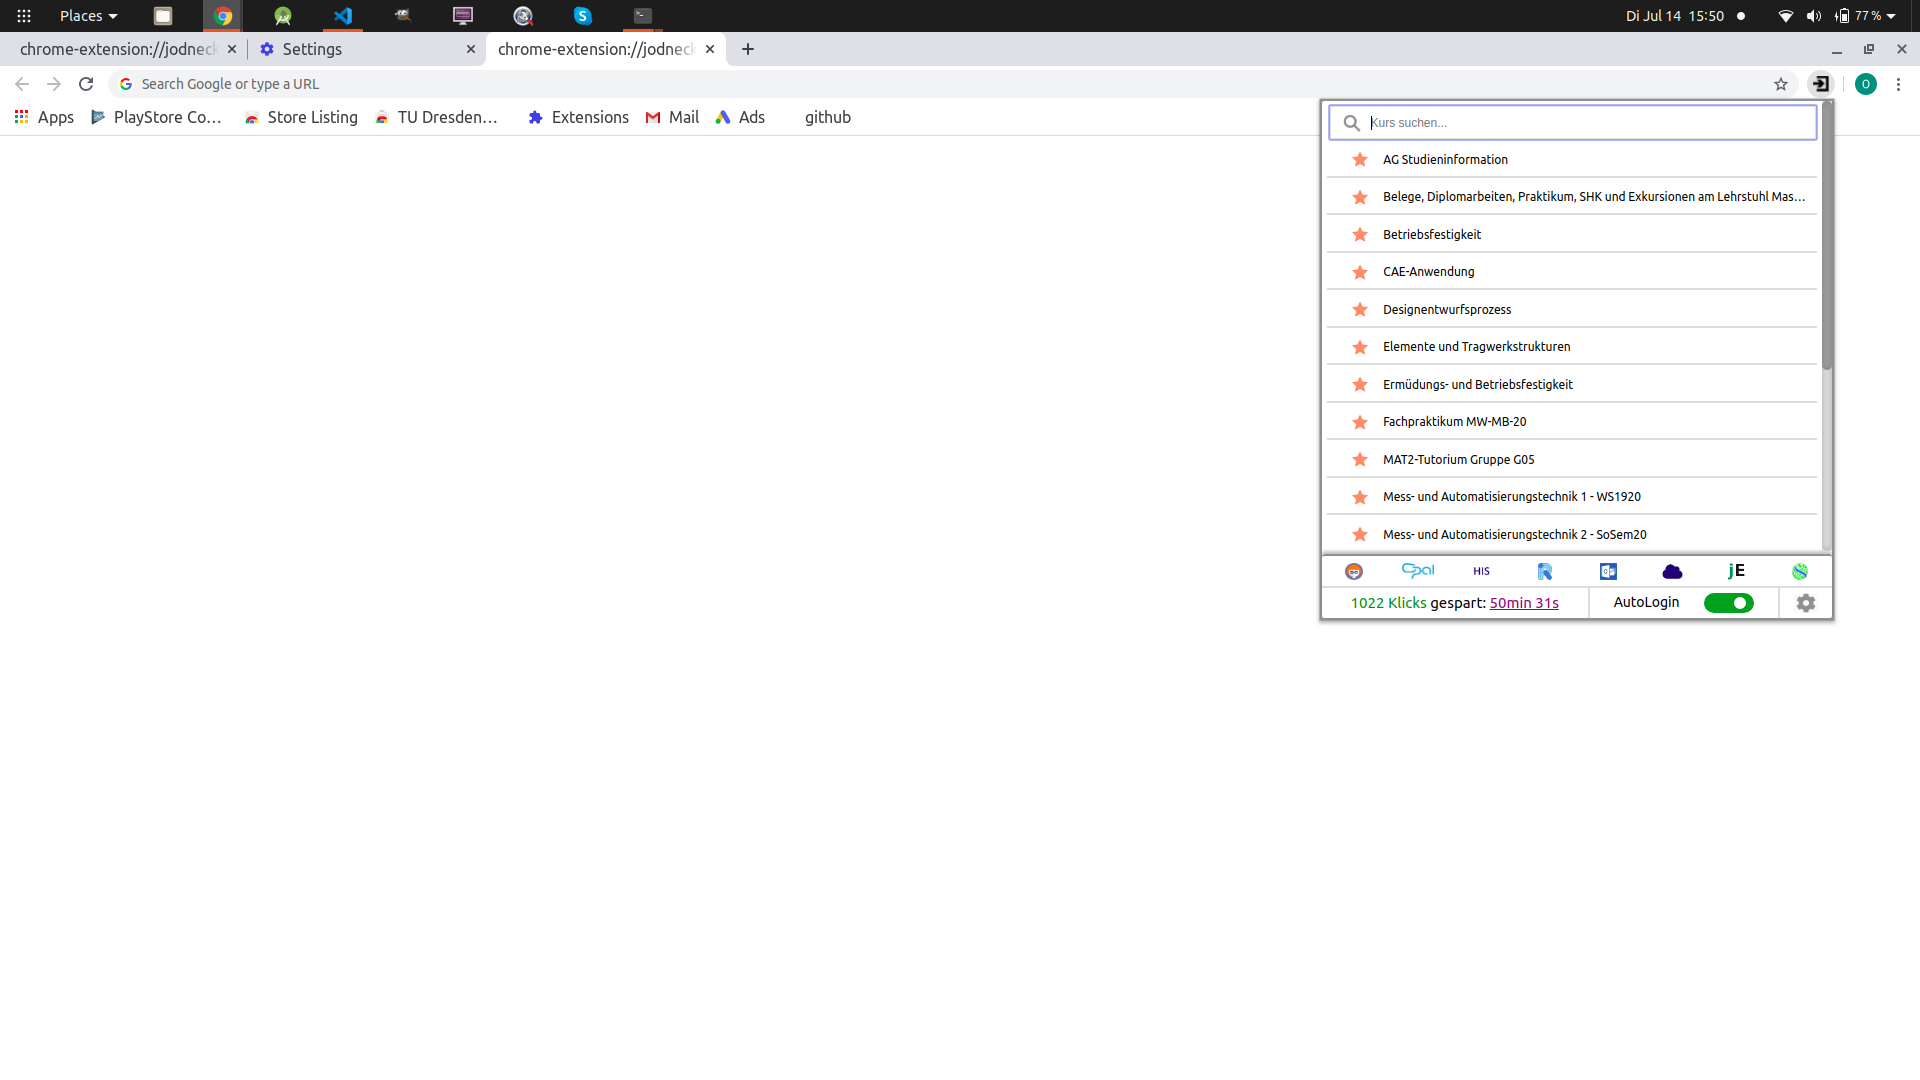 Places
Di Jul 14 15:50
77 %
chrome-extension://jodneck
Settings
chrome-extension://jodneck
Search Google or type a URL
O
Apps
PlayStore Co…
Store Listing
TU Dresden…
Extensions
Mail
Ads
github
Kurs suchen...
AG Studieninformation
Belege, Diplomarbeiten, Praktikum, SHK und Exkursionen am Lehrstuhl Mas…
Betriebsfestigkeit
CAE-Anwendung
Designentwurfsprozess
Elemente und Tragwerkstrukturen
Ermüdungs- und Betriebsfestigkeit
Fachpraktikum MW-MB-20
MAT2-Tutorium Gruppe G05
Mess- und Automatisierungstechnik 1 - WS1920
Mess- und Automatisierungstechnik 2 - SoSem20
Opal HIS jE
1022 Klicks gespart: 50min 31s
AutoLogin